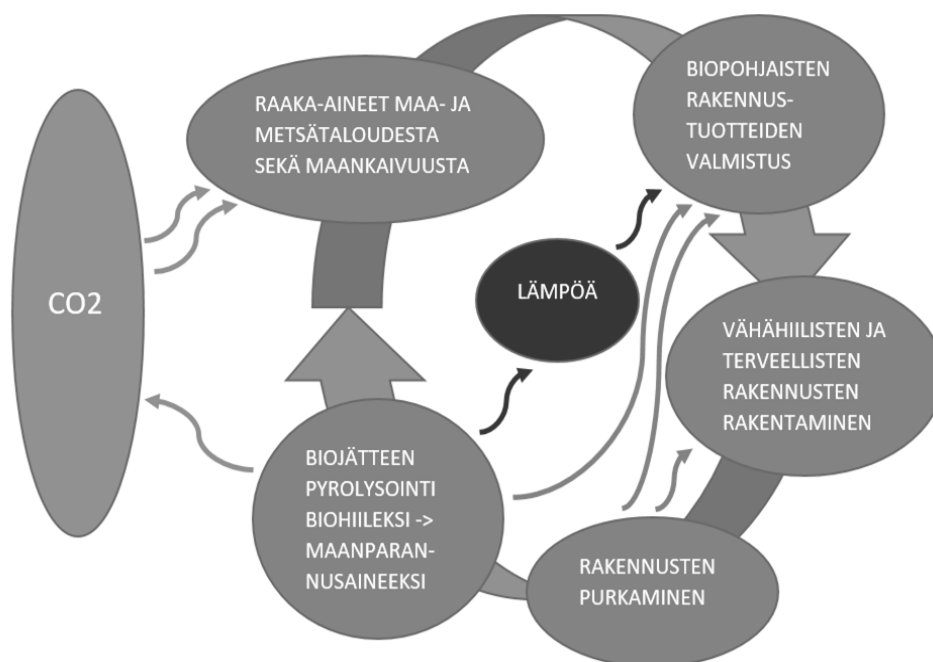 RAAKA-AINEET MAA- JA
METSÄTALOUDESTA
SEKÄ MAANKAIVUUSTA
BIOPOHJAISTEN
RAKENNUS-
TUOTTEIDEN
VALMISTUS
CO2
LÄMPÖÄ
VÄHÄHIILISTEN JA
TERVEELLISTEN
RAKENNUSTEN
RAKENTAMINEN
BIOJÄTTEEN
PYROLYSOINTI
BIOHIILEKSI ->
MAANPARAN-
NUSAINEEKSI
RAKENNUSTEN
PURKAMINEN